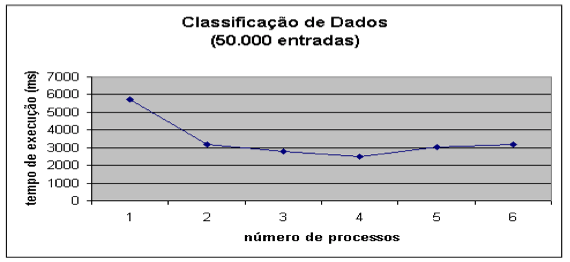 Classificação de Dados
(50.000 entradas)
tempo de execução (ms)
7000
6000
5000
4000
3000
2000
1000
0
1 2 3 4 5 6
número de processos